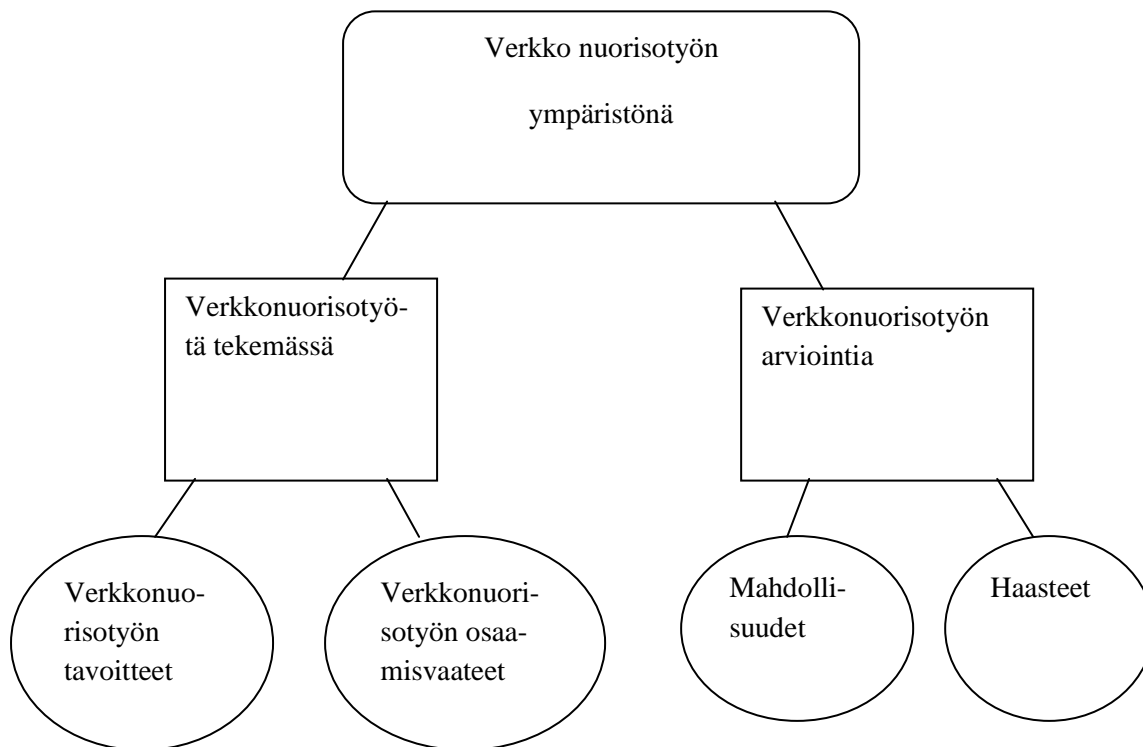 Verkko nuorisotyön
ympäristönä
Verkkonuorisotyö-
tä tekemässä
Verkkonuorisotyön
arviointia
Verkkonuo-
risotyön
tavoitteet
Verkkonuori-
sotyön osaa-
misvaateet
Mahdolli-
suudet
Haasteet